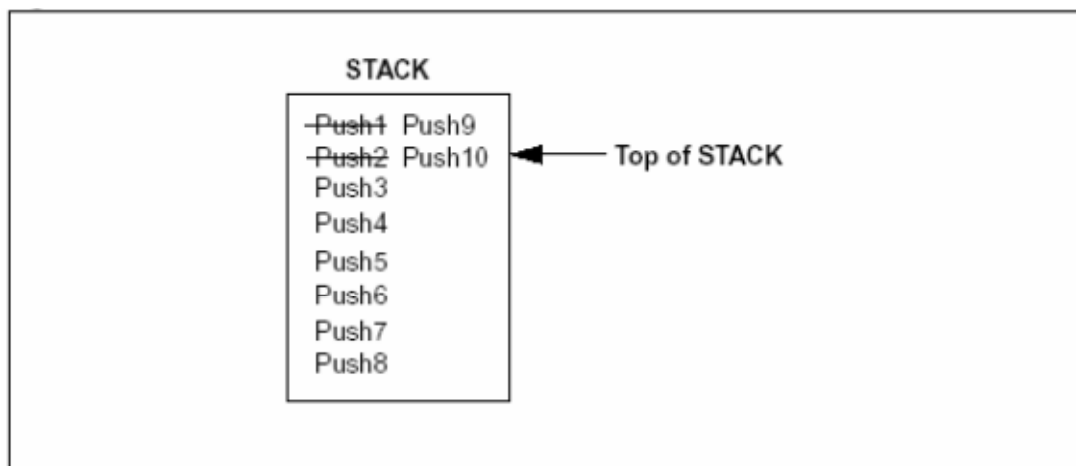 STACK
Push1 Push9
Push2 Push10
Top of STACK
Push3
Push4
Push5
Push6
Push7
Push8